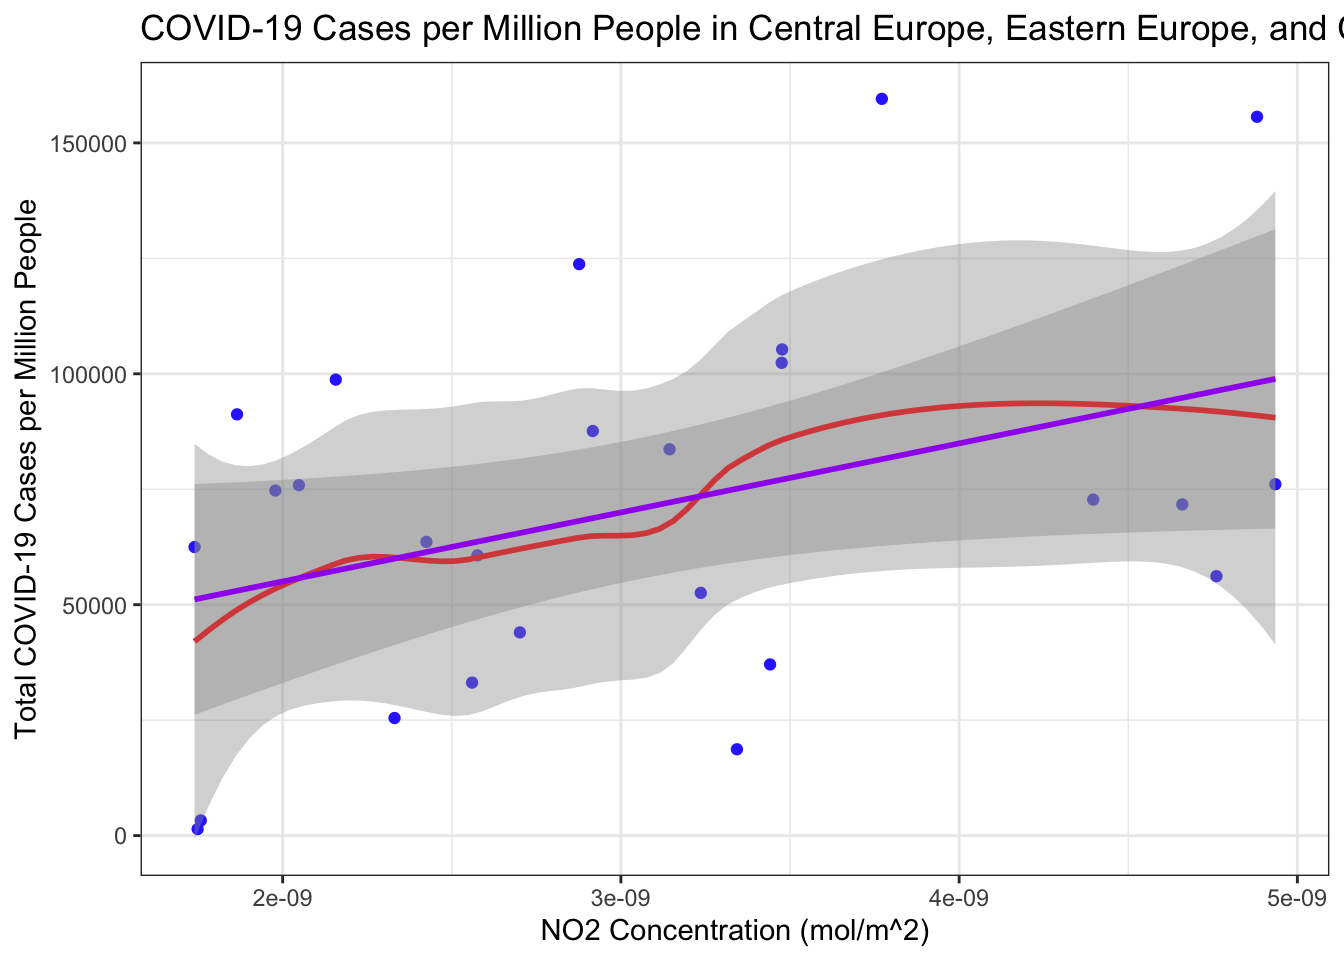 COVID-19 Cases per Million People in Central Europe, Eastern Europe, and
Total COVID-19 Cases per Million People
150000
100000
50000
0
2e-09 3e-09 4e-09 5e-09
NO2 Concentration (mol/m^2)